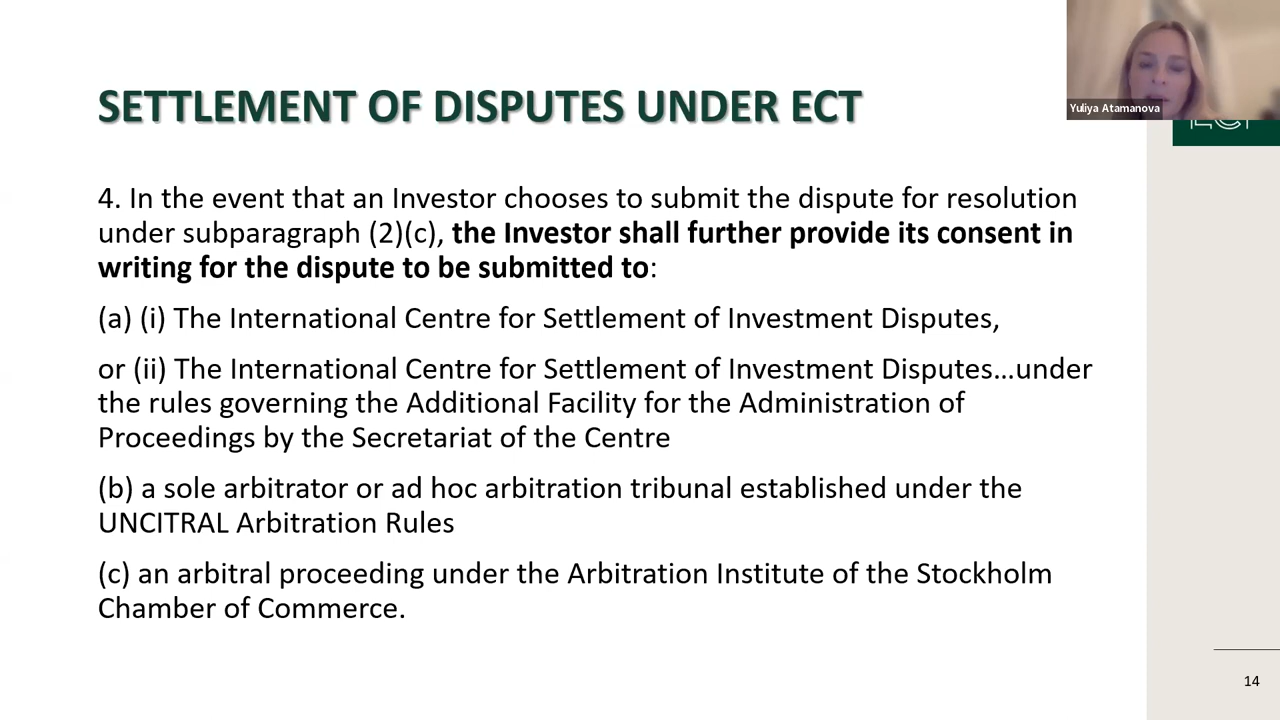 Yuliya Atamanova
SETTLEMENT OF DISPUTES UNDER ECT
4. In the event that an Investor chooses to submit the dispute for resolution
under subparagraph (2)(c), the Investor shall further provide its consent in
writing for the dispute to be submitted to:
(a) (i) The International Centre for Settlement of Investment Disputes,
or (ii) The International Centre for Settlement of Investment Disputes…under
the rules governing the Additional Facility for the Administration of
Proceedings by the Secretariat of the Centre
(b) a sole arbitrator or ad hoc arbitration tribunal established under the
UNCITRAL Arbitration Rules
(c) an arbitral proceeding under the Arbitration Institute of the Stockholm
Chamber of Commerce.
14